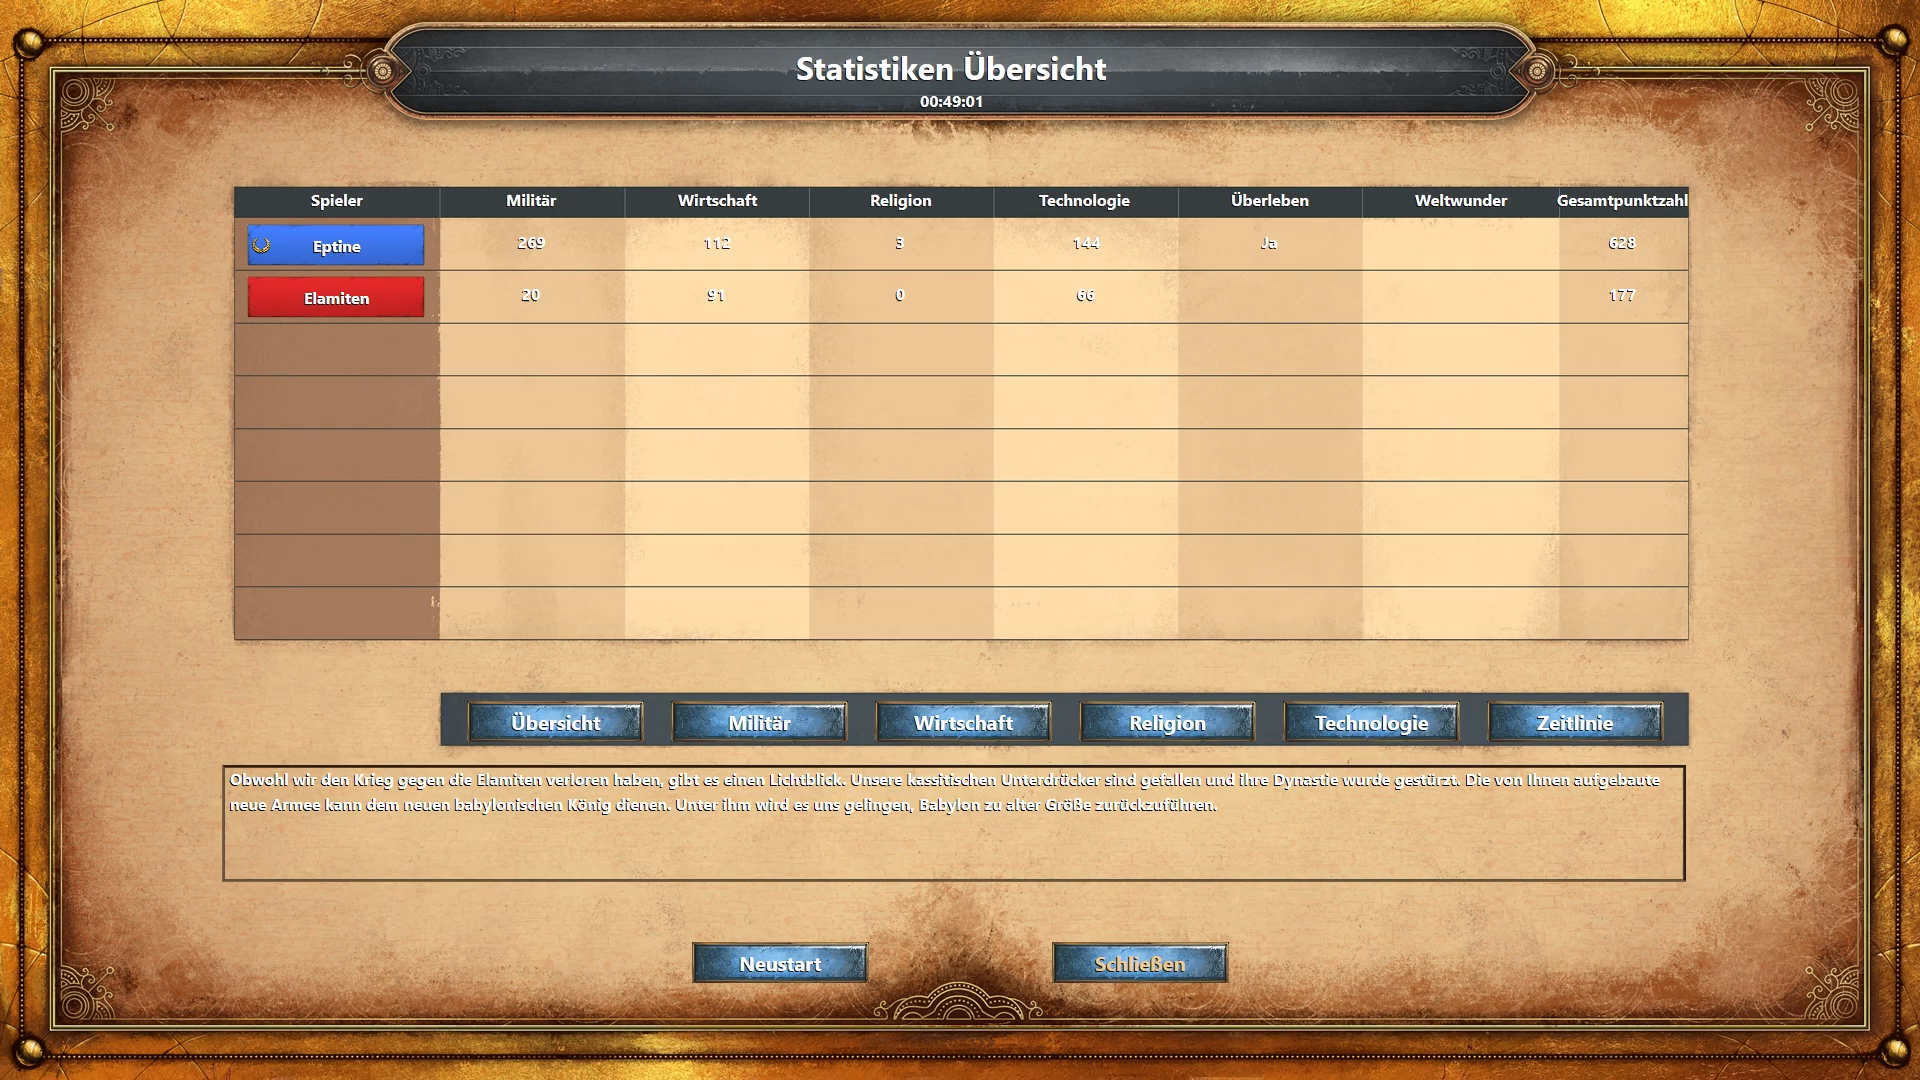 Statistiken Übersicht
00:49:01
Spieler Militär Wirtschaft Religion Technologie Überleben Weltwunder Gesamtpunktzahl
Eptine 269 112 3 144 Ja 628
Elamiten 20 91 0 66 177
Übersicht Militär Wirtschaft Religion Technologie Zeitlinie
Obwohl wir den Krieg gegen die Elamiten verloren haben, gibt es einen Lichtblick. Unsere kassitischen Unterdrücker sind gefallen und ihre Dynastie wurde gestürzt. Die von Ihnen aufgebaute
neue Armee kann dem neuen babylonischen König dienen. Unter ihm wird es uns gelingen, Babylon zu alter Größe zurückzuführen.
Neustart Schließen